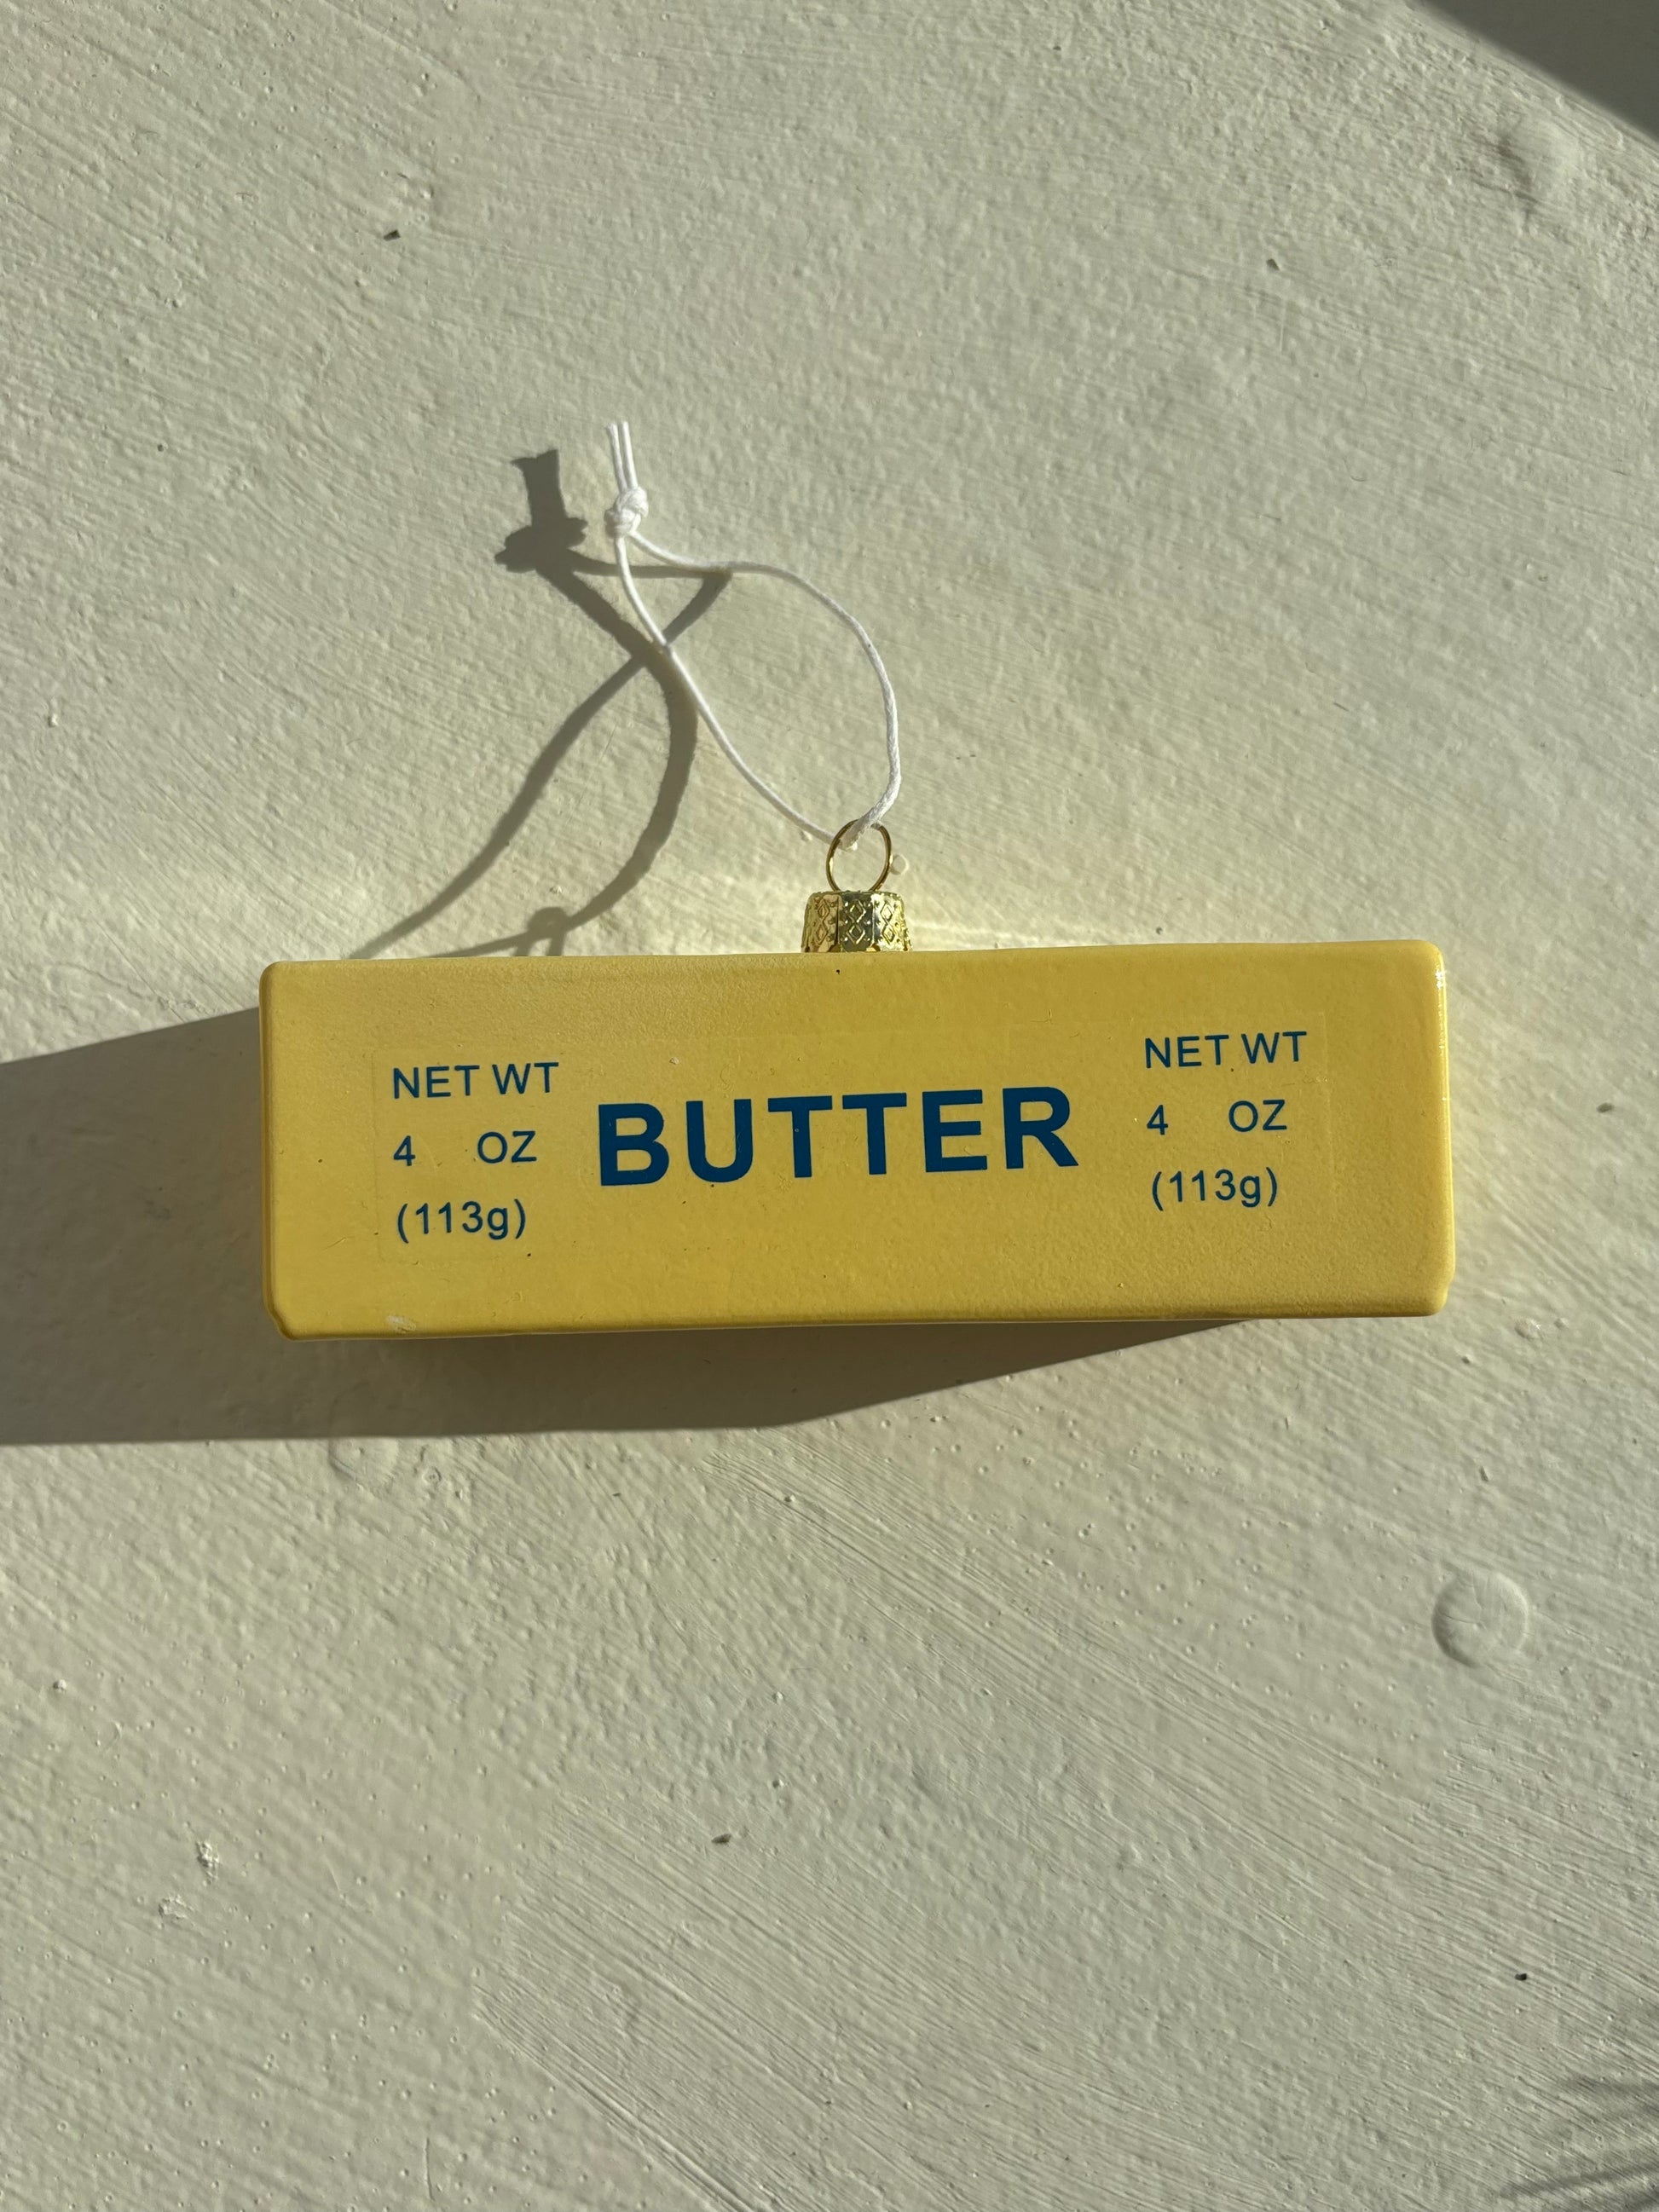 NET WT
4 OZ
(113g)
BUTTER
NET WT
4 OZ
(113g)